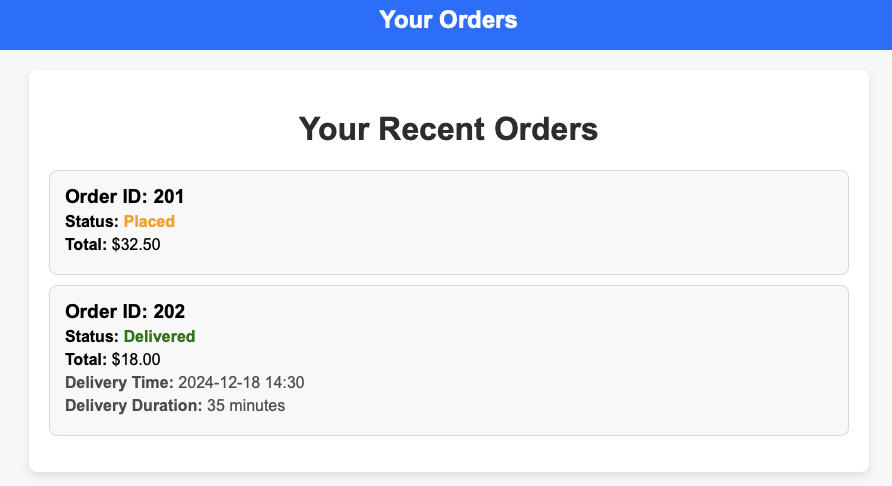 Your Orders
Your Recent Orders
Order ID: 201
Status: Placed
Total: $32.50
Order ID: 202
Status: Delivered
Total: $18.00
Delivery Time: 2024-12-18 14:30
Delivery Duration: 35 minutes